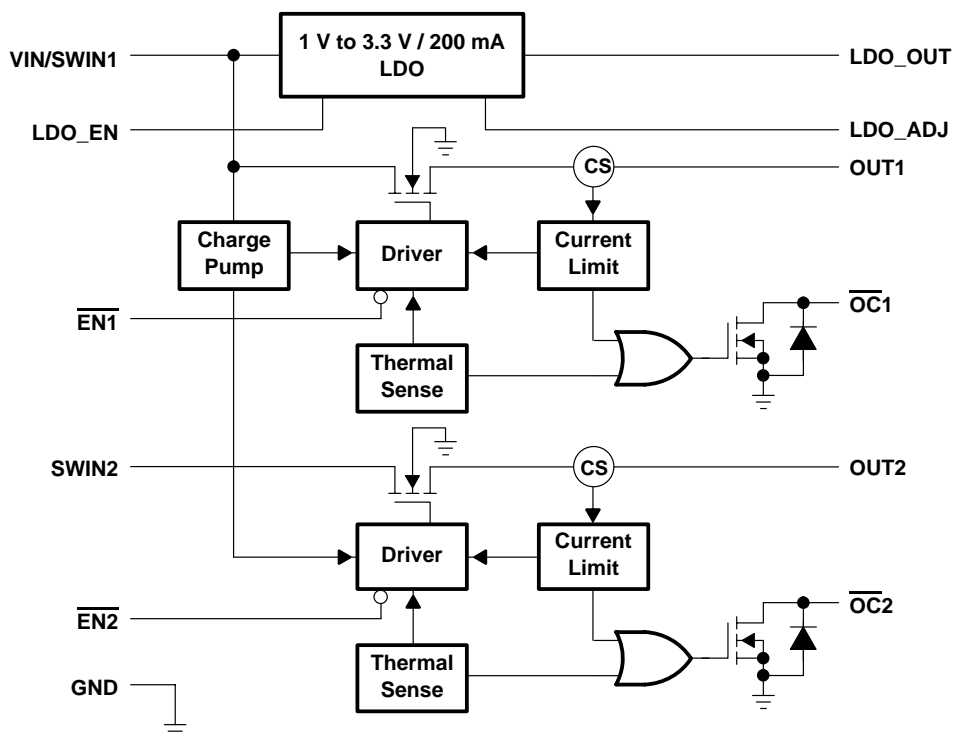 1 V to 3.3 V / 200 mA
LDO
VIN/SWIN1
LDO_OUT
LDO_EN
LDO_ADJ
CS
OUT1
Charge
Pump
Driver
Current
Limit
EN1
OC1
Thermal
Sense
SWIN2
CS
OUT2
Driver
Current
Limit
EN2
OC2
Thermal
Sense
GND